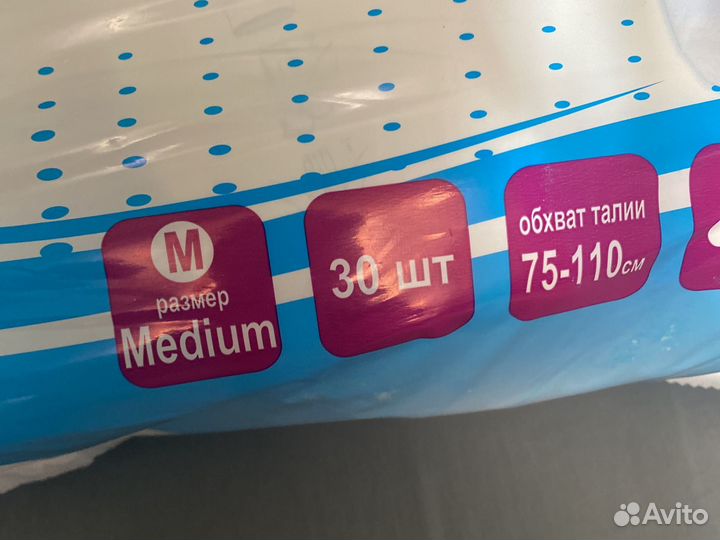 M
размер
Medium
30 шт
обхват талии
75-110см
Avito